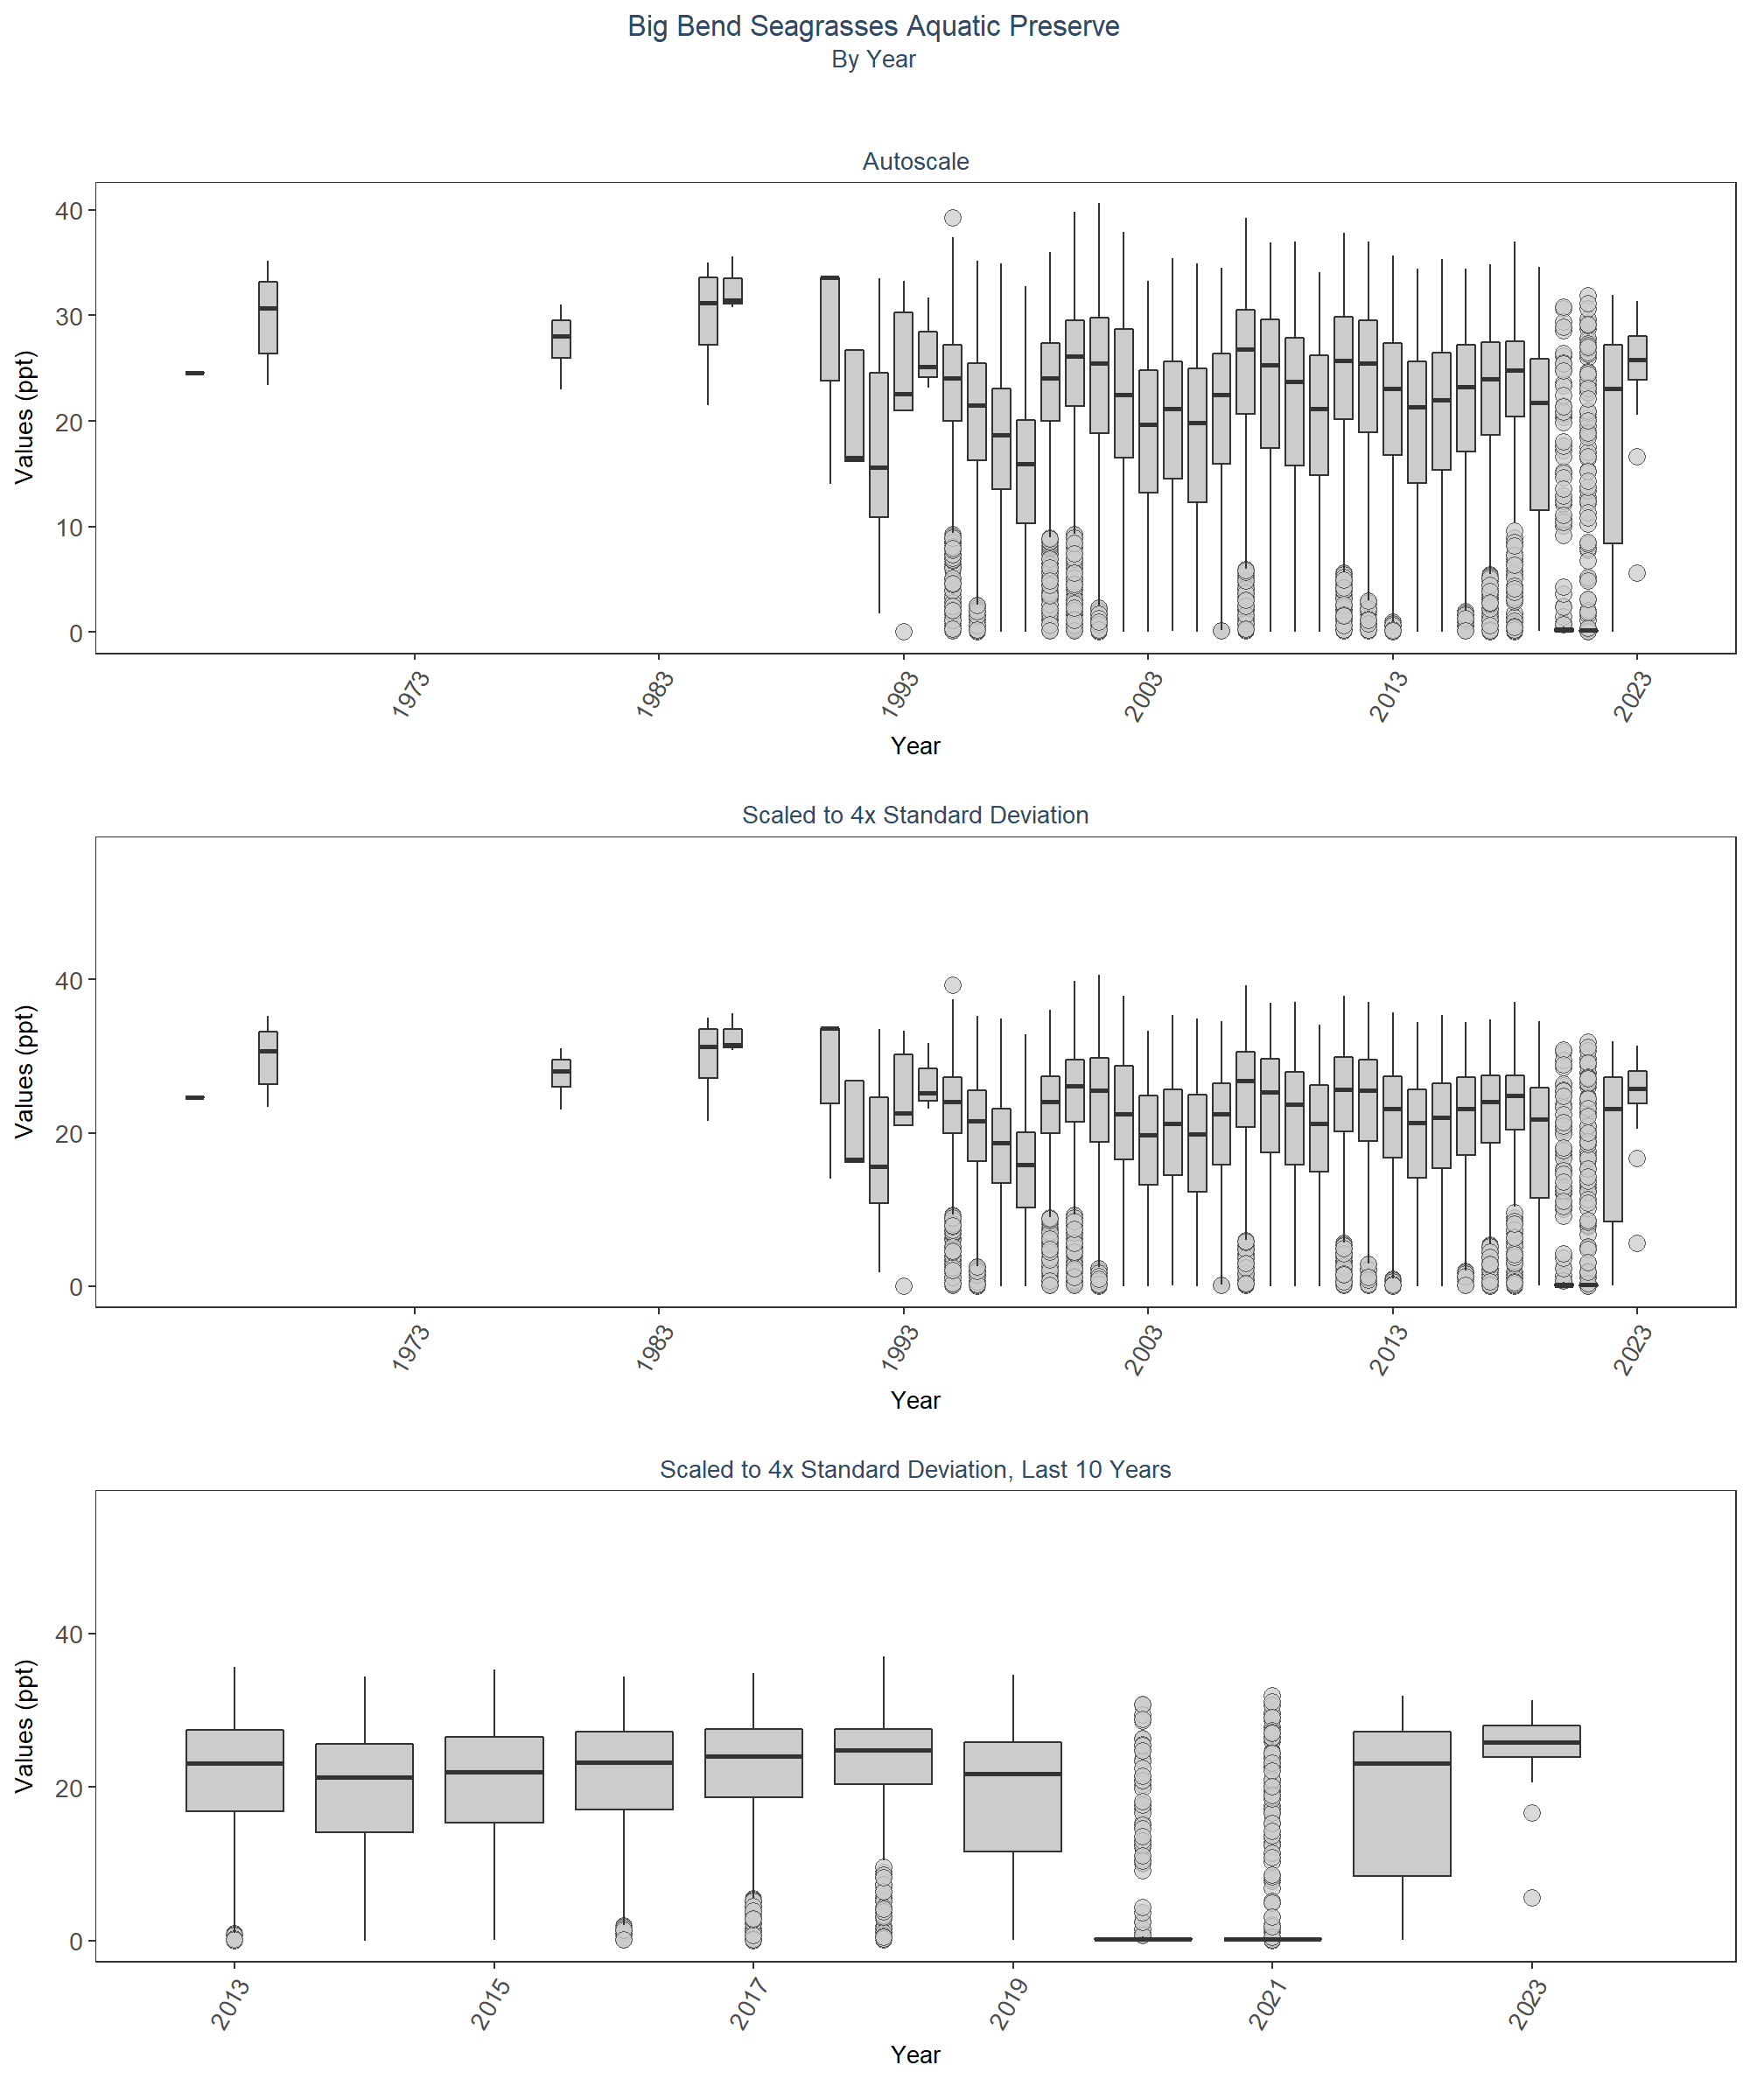 Big Bend Seagrasses Aquatic Preserve
By Year
Autoscale
Values (ppt)
40
30
20
10
0
1973
1983
1993
2003
2013
2023
Year
Scaled to 4x Standard Deviation
Values (ppt)
40
20
0
1973
1983
1993
2003
2013
2023
Year
Scaled to 4x Standard Deviation, Last 10 Years
Values (ppt)
40
20
0
2013
2015
2017
2019
2021
2023
Year